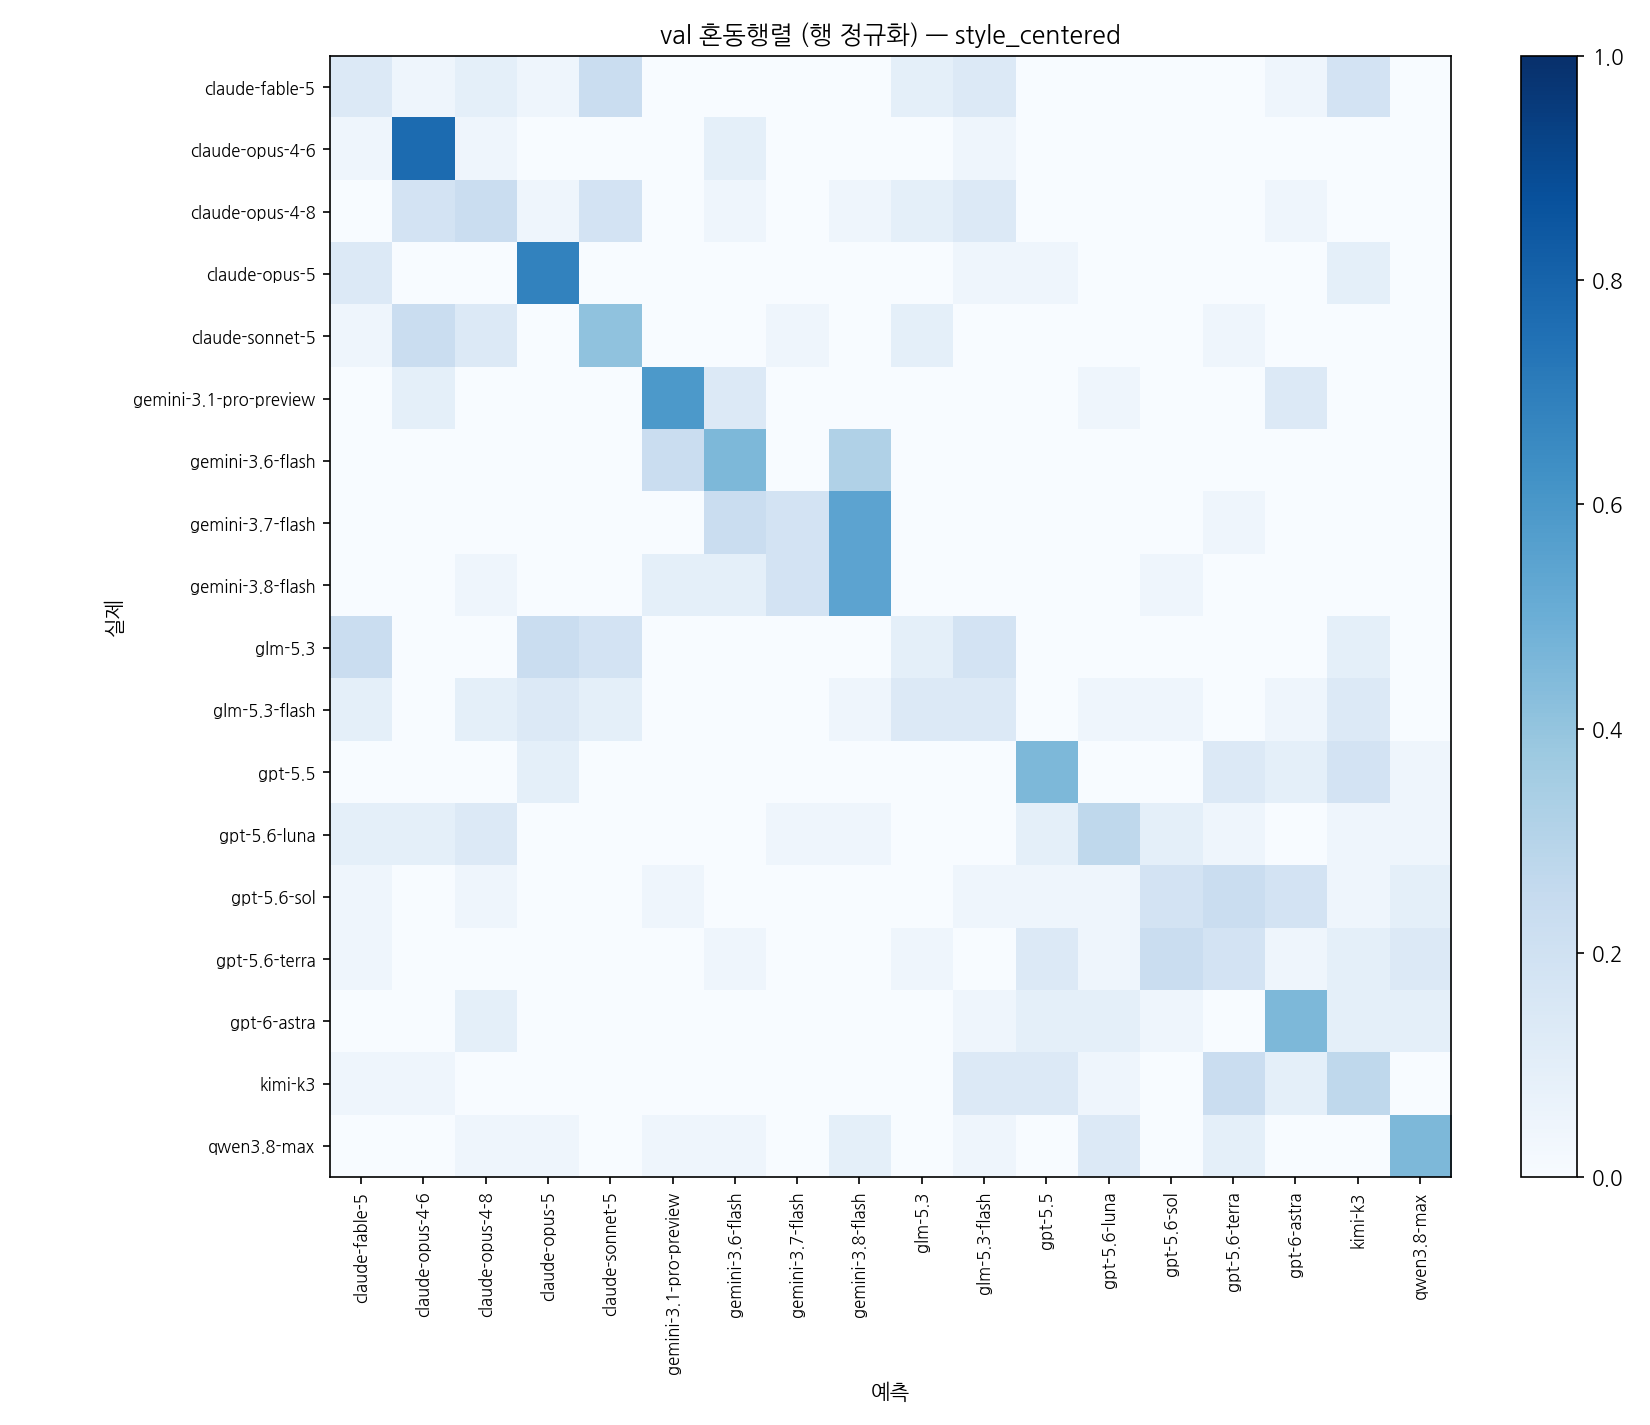 val 혼동행렬 (행 정규화) — style_centered
실제
claude-fable-5
claude-opus-4-6
claude-opus-4-8
claude-opus-5
claude-sonnet-5
gemini-3.1-pro-preview
gemini-3.6-flash
gemini-3.7-flash
gemini-3.8-flash
glm-5.3
glm-5.3-flash
gpt-5.5
gpt-5.6-luna
gpt-5.6-sol
gpt-5.6-terra
gpt-6-astra
kimi-k3
qwen3.8-max
claude-fable-5
claude-opus-4-6
claude-opus-4-8
claude-opus-5
claude-sonnet-5
gemini-3.1-pro-preview
gemini-3.6-flash
gemini-3.7-flash
gemini-3.8-flash
glm-5.3
glm-5.3-flash
gpt-5.5
gpt-5.6-luna
gpt-5.6-sol
gpt-5.6-terra
gpt-6-astra
kimi-k3
qwen3.8-max
예측
1.0
0.8
0.6
0.4
0.2
0.0